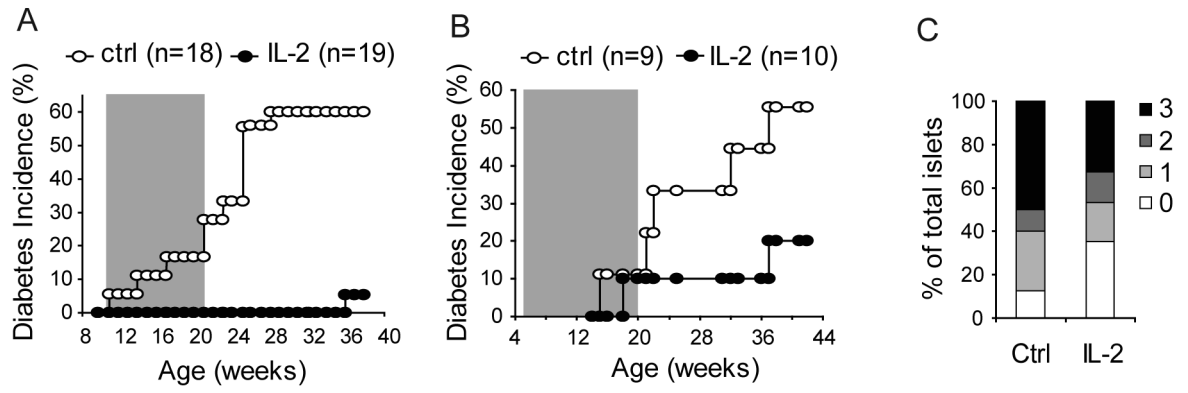 A
ctrl (n=18) IL-2 (n=19)
Diabetes Incidence (%)
60
50
40
30
20
10
0
8 12 16 20 24 28 32 36 40
Age (weeks)
B
ctrl (n=9) IL-2 (n=10)
Diabetes Incidence (%)
60
50
40
30
20
10
0
4 12 20 28 36 44
Age (weeks)
C
% of total islets
100
80
60
40
20
0
Ctrl IL-2
3
2
1
0